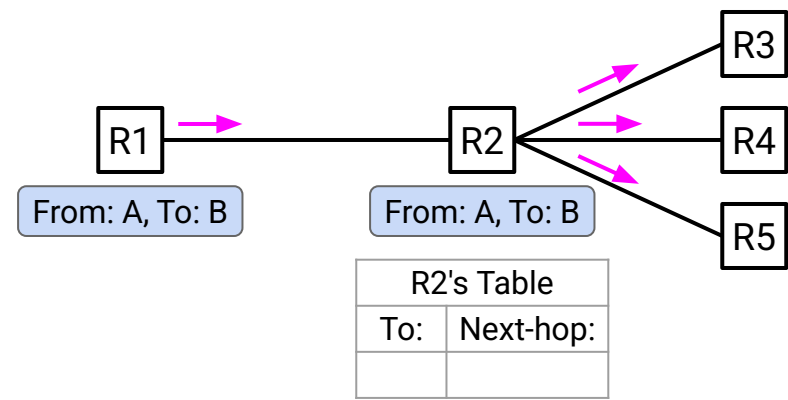 R3
R1
R2
R4
From: A, To: B
From: A, To: B
R5
R2's Table
To:
Next-hop: